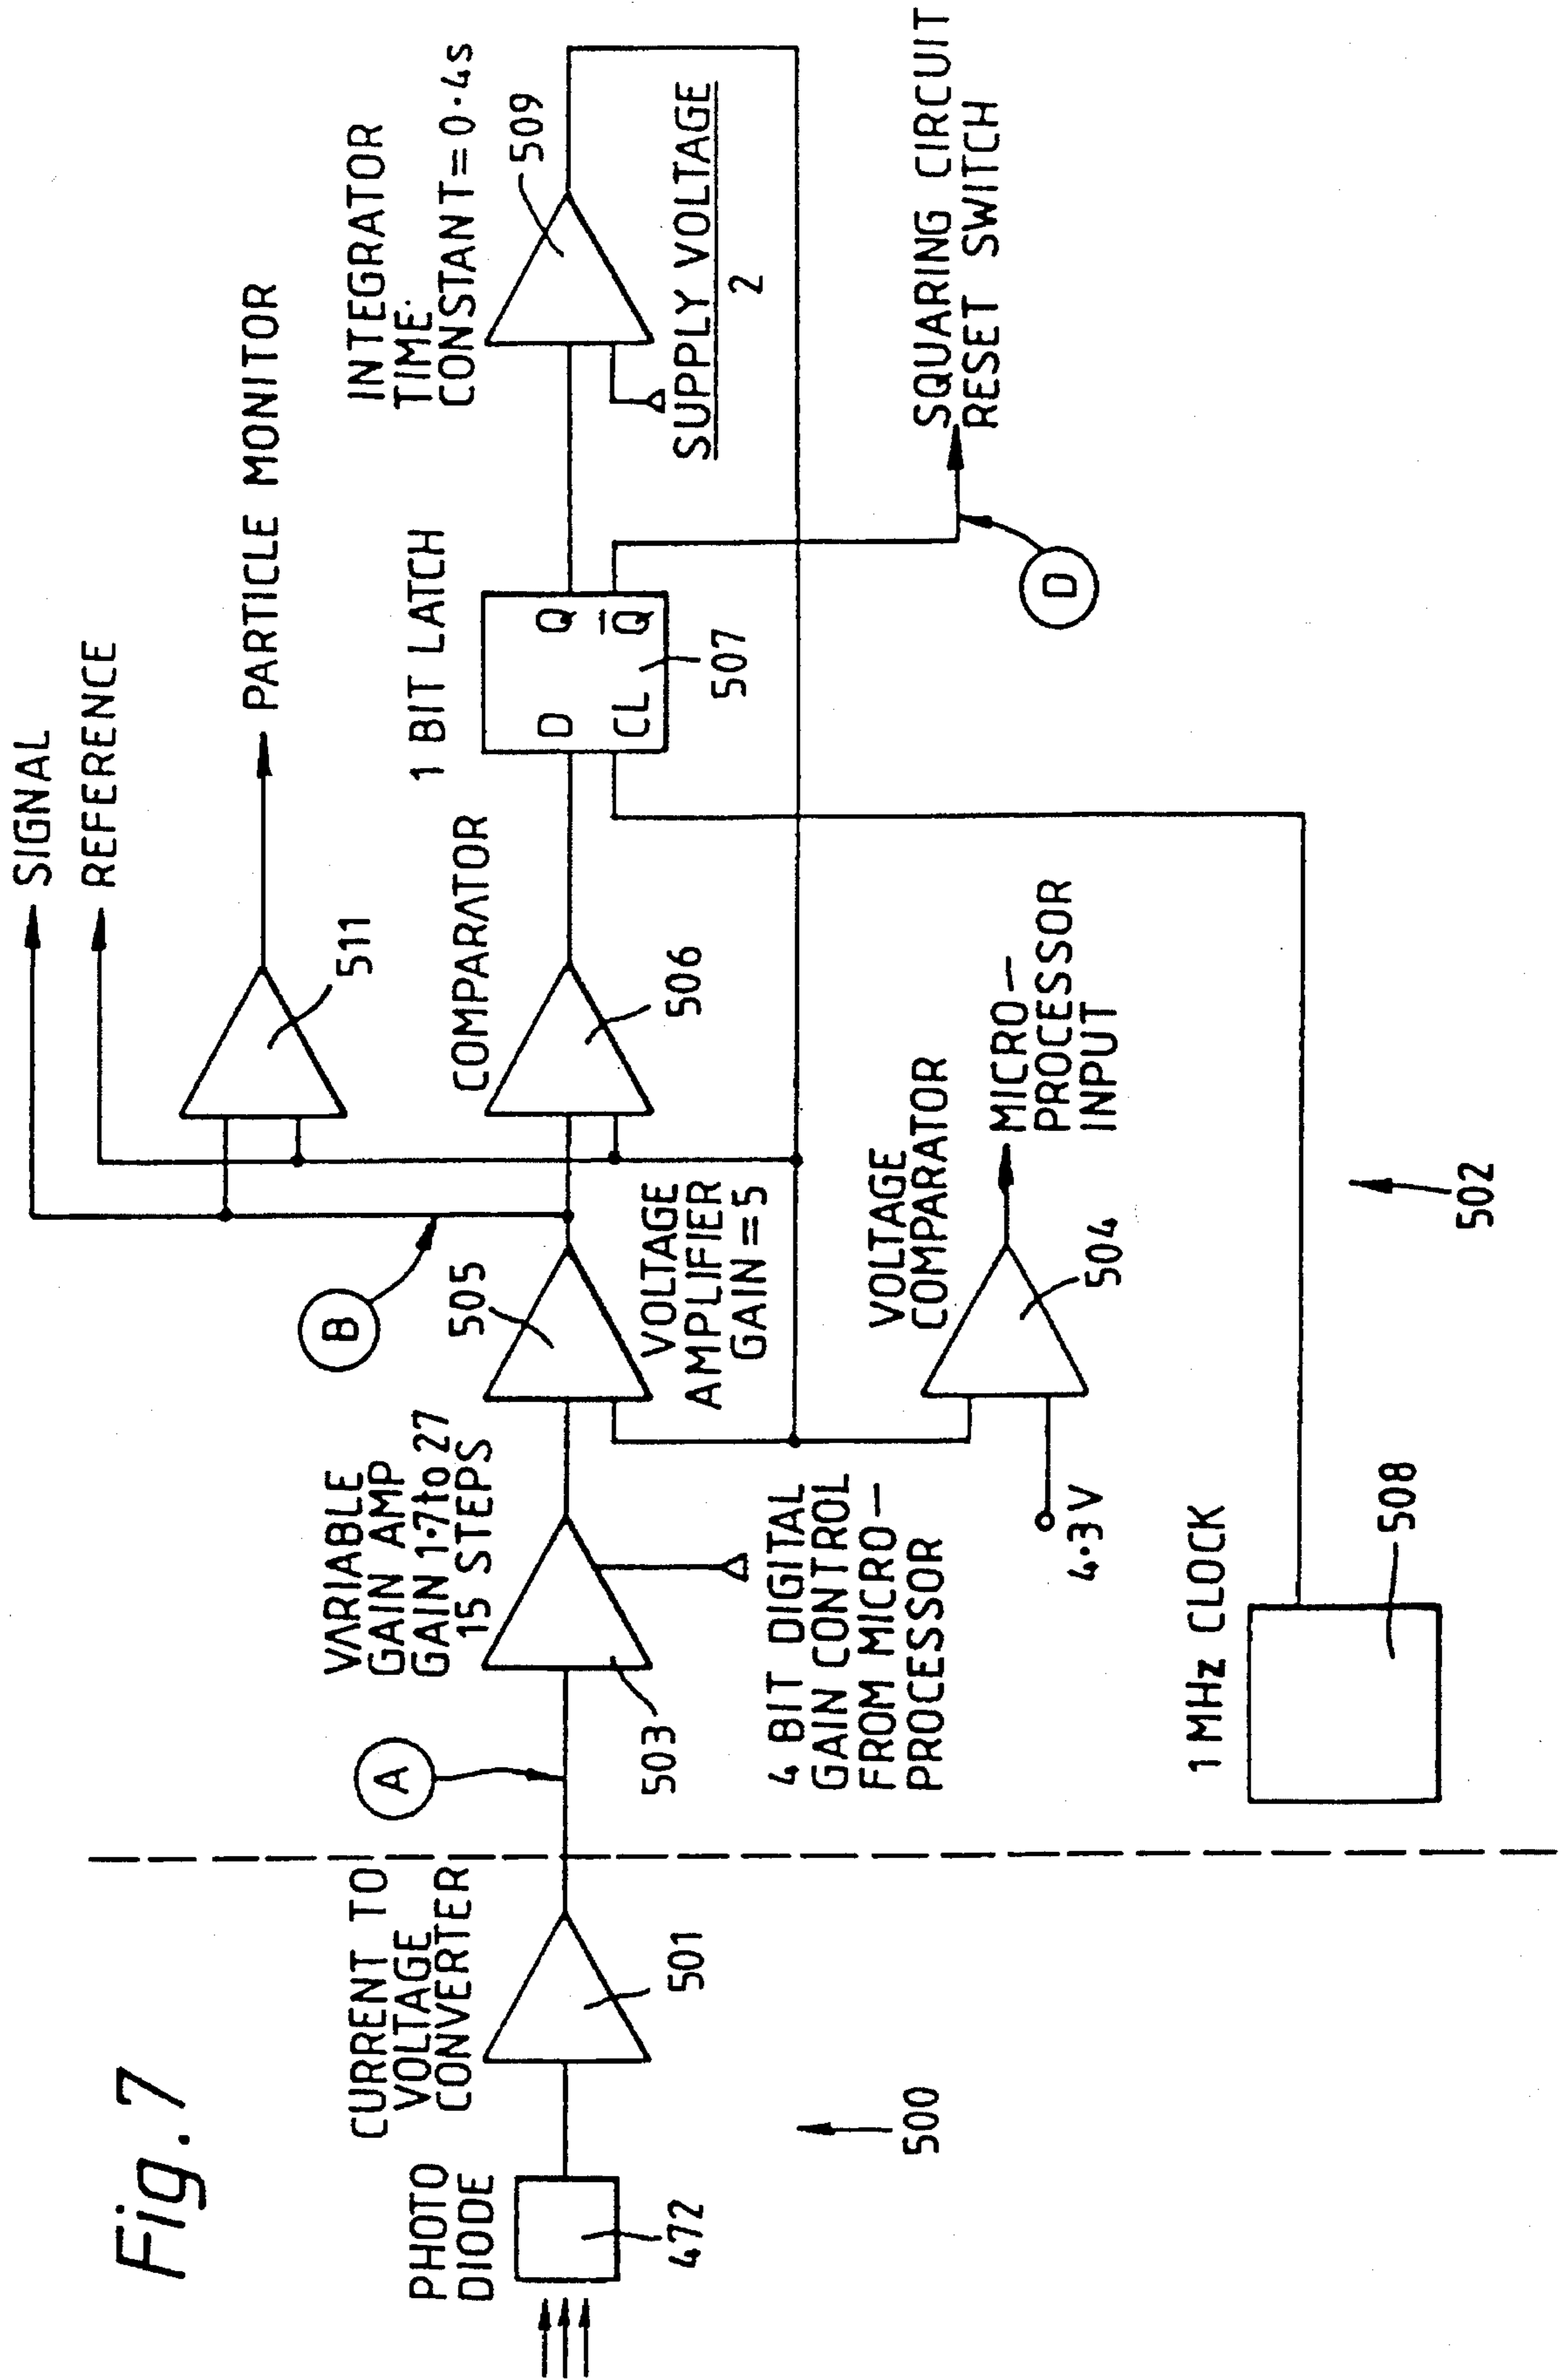 Fig. 7
PHOTO
DIODE
472
500
CURRENT TO
VOLTAGE
CONVERTER
501
A
VARIABLE
GAIN AMP
GAIN 1·7 to 27
15 STEPS
503
4 BIT DIGITAL
GAIN CONTROL
FROM MICRO-
PROCESSOR
1 MHz CLOCK
508
B
505
VOLTAGE
AMPLIFIER
GAIN = 5
4·3 V
VOLTAGE
COMPARATOR
504
MICRO-
PROCESSOR
INPUT
502
SIGNAL
REFERENCE
511
PARTICLE MONITOR
COMPARATOR
506
1 BIT LATCH
D Q
CL Q̅
507
D
SQUARING CIRCUIT
RESET SWITCH
INTEGRATOR
TIME
CONSTANT = 0·4s
509
SUPPLY VOLTAGE
2